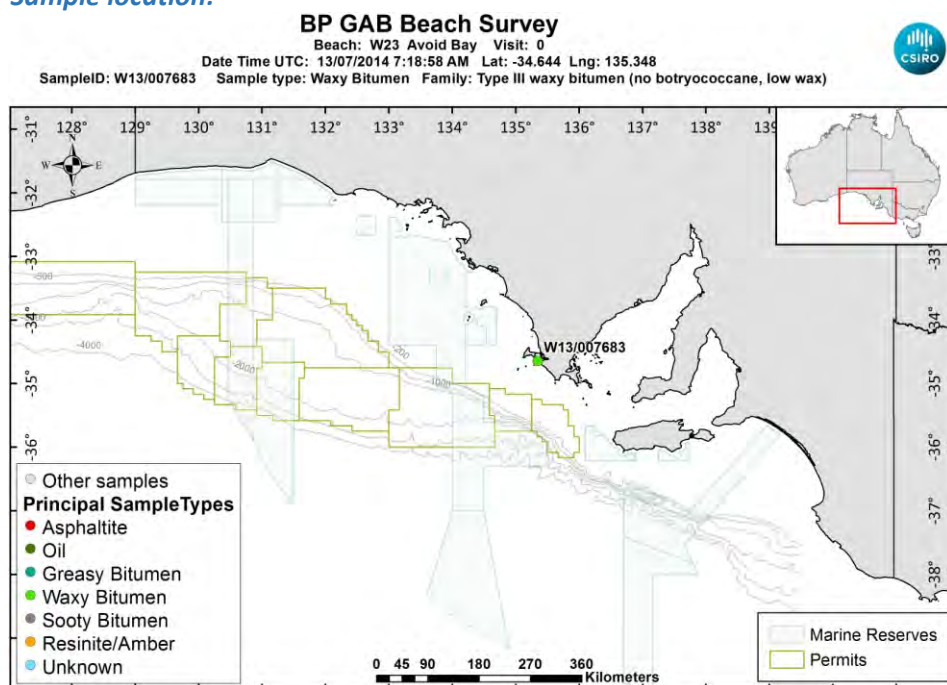 Sample location:
BP GAB Beach Survey
Beach: W23 Avoid Bay Visit: 0
Date Time UTC: 13/07/2014 7:18:58 AM Lat: -34.644 Lng: 135.348
SampleID: W13/007683 Sample type: Waxy Bitumen Family: Type III waxy bitumen (no botryococcane, low wax)
CSIRO
128° 129° 130° 131° 132° 133° 134° 135° 136° 137° 138° 139
-31°
-32°
-33°
-34°
-35°
-36°
-37°
-38°
N
W E
S
-200
-1000
-2000
-4000
W13/007683
-33°
-34°
-35°
-36°
-37°
-38°
Other samples
Principal SampleTypes
Asphaltite
Oil
Greasy Bitumen
Waxy Bitumen
Sooty Bitumen
Resinite/Amber
Unknown
0 45 90 180 270 360
Kilometers
Marine Reserves
Permits